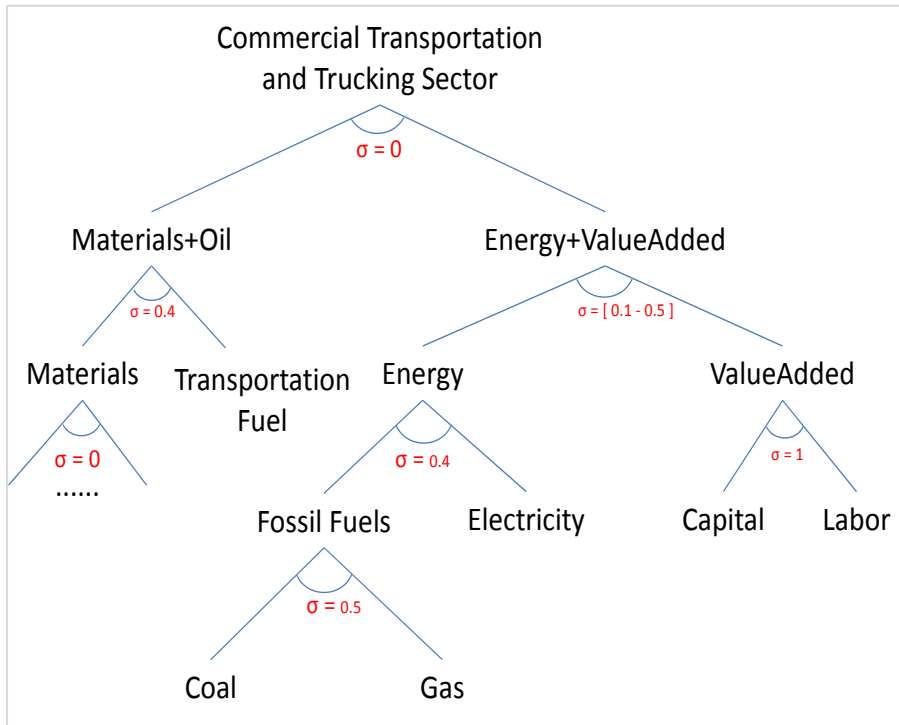 Commercial Transportation
and Trucking Sector
σ = 0
Materials+Oil
Energy+ValueAdded
σ = 0.4
σ = [ 0.1 - 0.5 ]
Materials
Transportation
Fuel
Energy
ValueAdded
σ = 0
......
σ = 0.4
σ = 1
Fossil Fuels
Electricity
Capital
Labor
σ = 0.5
Coal
Gas